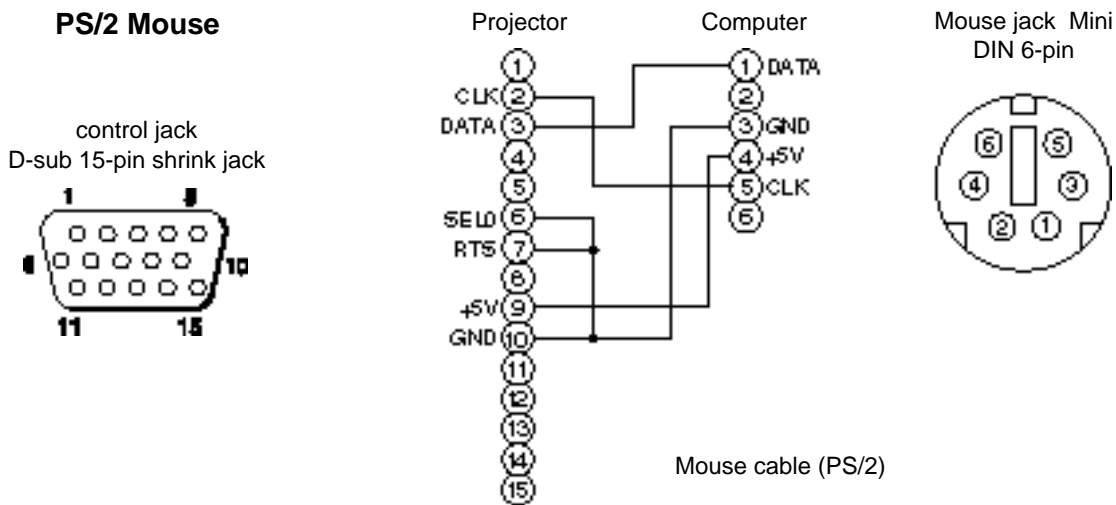 PS/2 Mouse
control jack
D-sub 15-pin shrink jack
1
10
11
15
Projector
1
CLK 2
DATA 3
4
5
SEL0 6
RTS 7
8
+5V 9
GND 10
11
12
13
14
15
Computer
1 DATA
2
3 GND
4 +5V
5 CLK
6
Mouse cable (PS/2)
Mouse jack Mini
DIN 6-pin
6 5
4 3
2 1